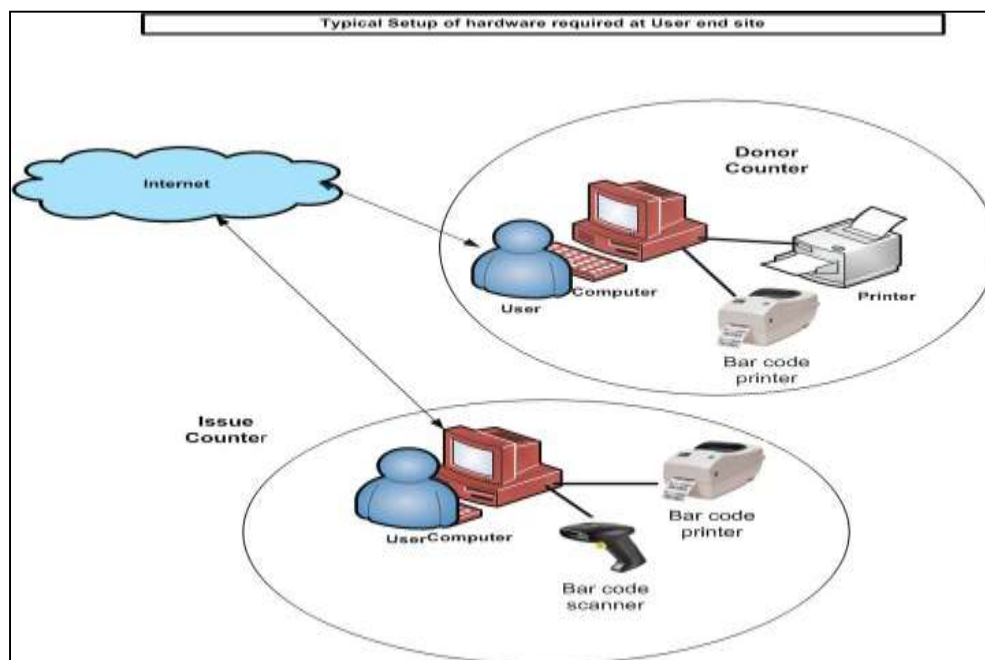 Typical Setup of hardware required at User end site
Internet
Donor
Counter
Computer
User
Printer
Bar code
printer
Issue
Counter
UserComputer
Bar code
printer
Bar code
scanner